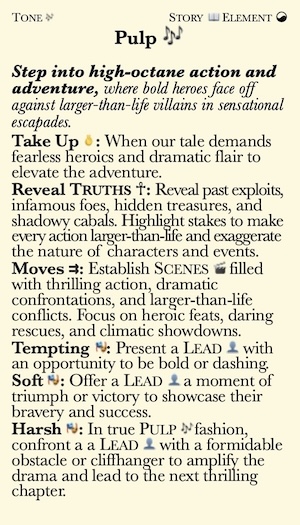 TONE 🎶 STORY 📖 ELEMENT ☯
Pulp 🎶
Step into high-octane action and
adventure, where bold heroes face off
against larger-than-life villains in sensational
escapades.
Take Up 👌: When our tale demands
fearless heroics and dramatic flair to
elevate the adventure.
Reveal TRUTHS ☥: Reveal past exploits,
infamous foes, hidden treasures, and
shadowy cabals. Highlight stakes to make
every action larger-than-life and exaggerate
the nature of characters and events.
Moves ⇉: Establish SCENES 🎬 filled
with thrilling action, dramatic
confrontations, and larger-than-life
conflicts. Focus on heroic feats, daring
rescues, and climactic showdowns.
Tempting 🎭: Present a LEAD 👤 with
an opportunity to be bold or dashing.
Soft 🎭: Offer a LEAD 👤 a moment of
triumph or victory to showcase their
bravery and success.
Harsh 🎭: In true PULP 🎶 fashion,
confront a a LEAD 👤 with a formidable
obstacle or cliffhanger to amplify the
drama and lead to the next thrilling
chapter.